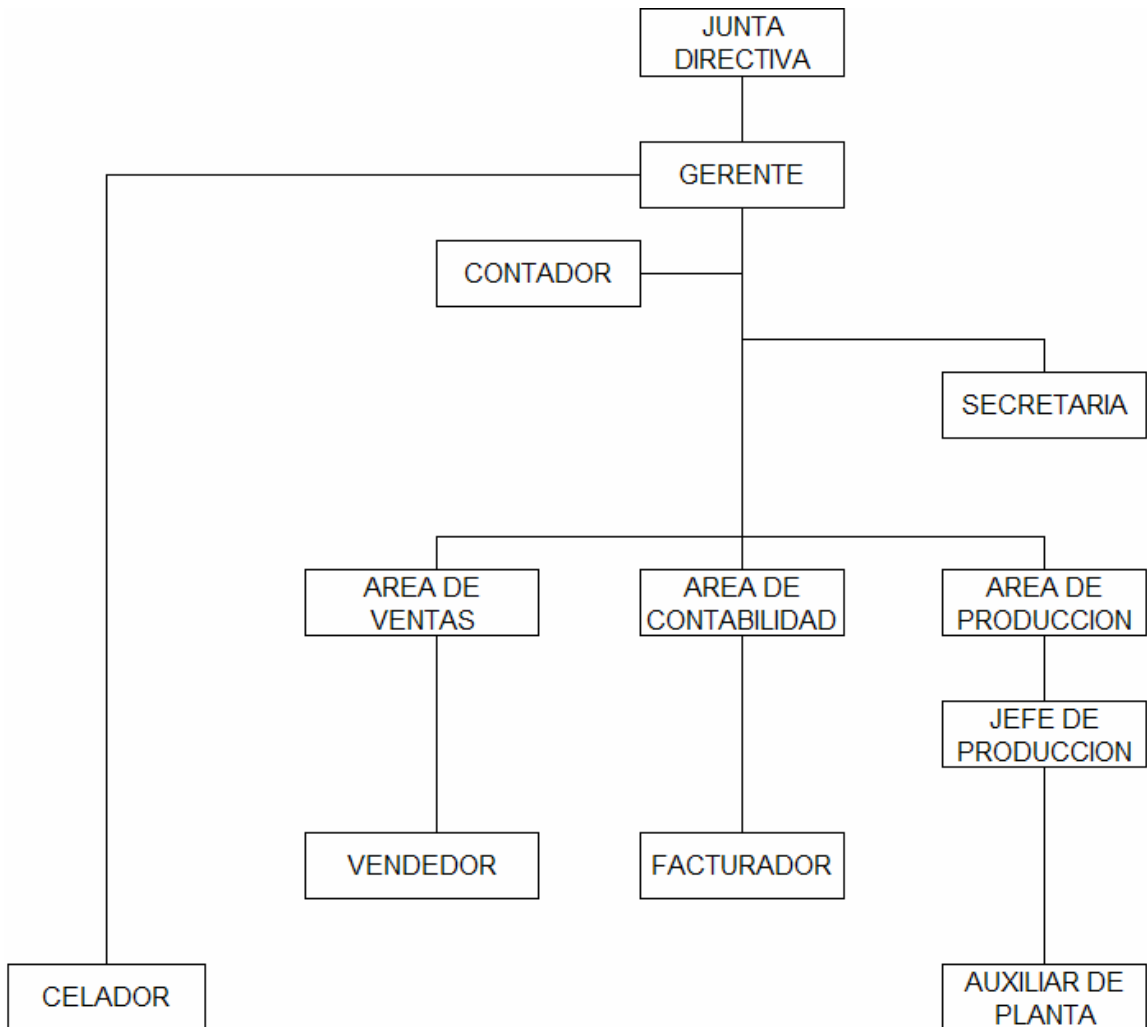 JUNTA
DIRECTIVA
GERENTE
CONTADOR
SECRETARIA
AREA DE
VENTAS
AREA DE
CONTABILIDAD
AREA DE
PRODUCCION
JEFE DE
PRODUCCION
VENDEDOR
FACTURADOR
CELADOR
AUXILIAR DE
PLANTA